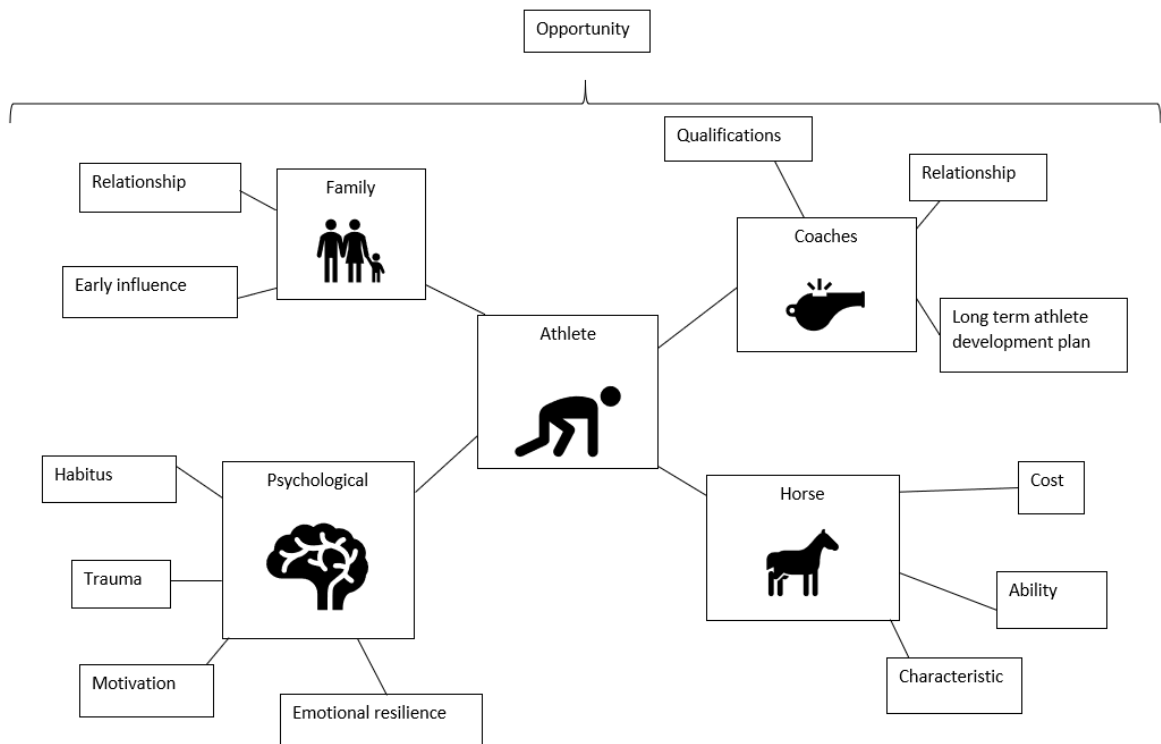 Opportunity
Qualifications
Relationship
Family
Relationship
Coaches
Early influence
Long term athlete
development plan
Athlete
Habitus
Psychological
Horse
Cost
Trauma
Ability
Motivation
Characteristic
Emotional resilience